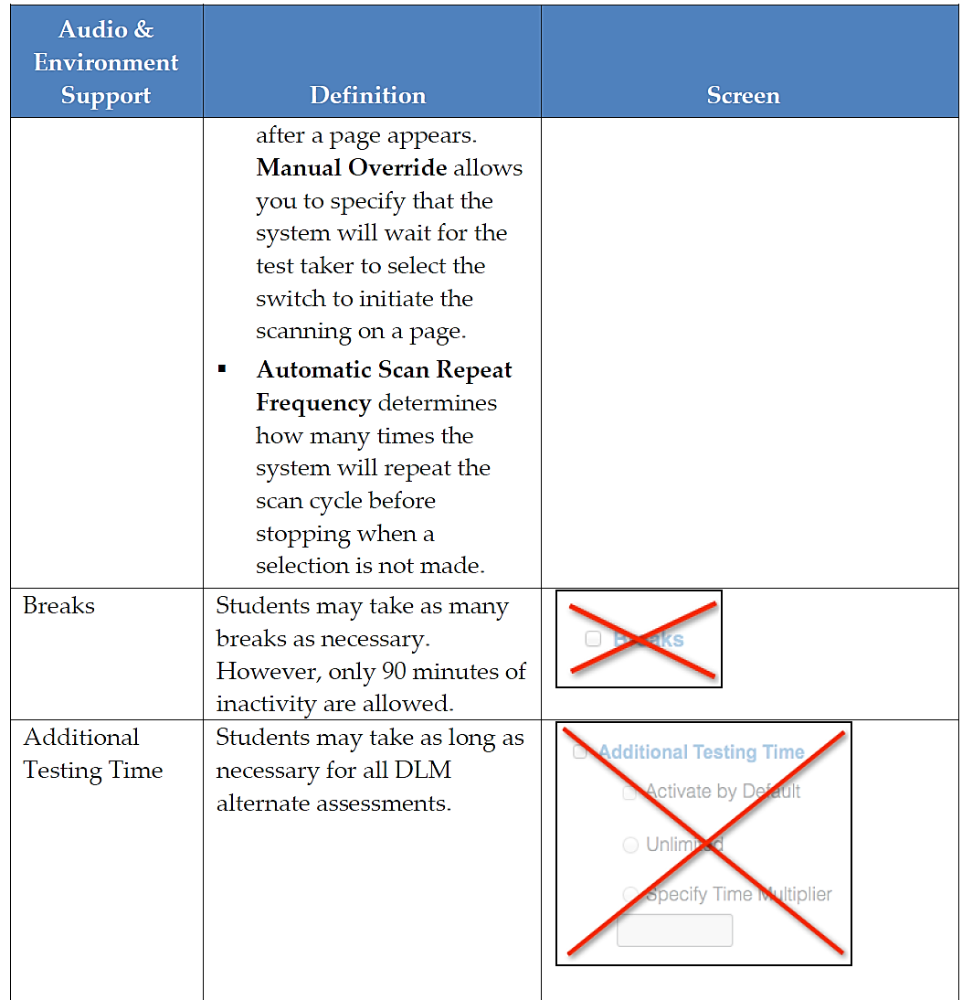 Audio &
Environment
Support
Definition
Screen
after a page appears.
Manual Override allows
you to specify that the
system will wait for the
test taker to select the
switch to initiate the
scanning on a page.
▪ Automatic Scan Repeat
Frequency determines
how many times the
system will repeat the
scan cycle before
stopping when a
selection is not made.
Breaks
Students may take as many
breaks as necessary.
However, only 90 minutes of
inactivity are allowed.
Breaks
Additional
Testing Time
Students may take as long as
necessary for all DLM
alternate assessments.
Additional Testing Time
Activate by Default
Unlimited
Specify Time Multiplier